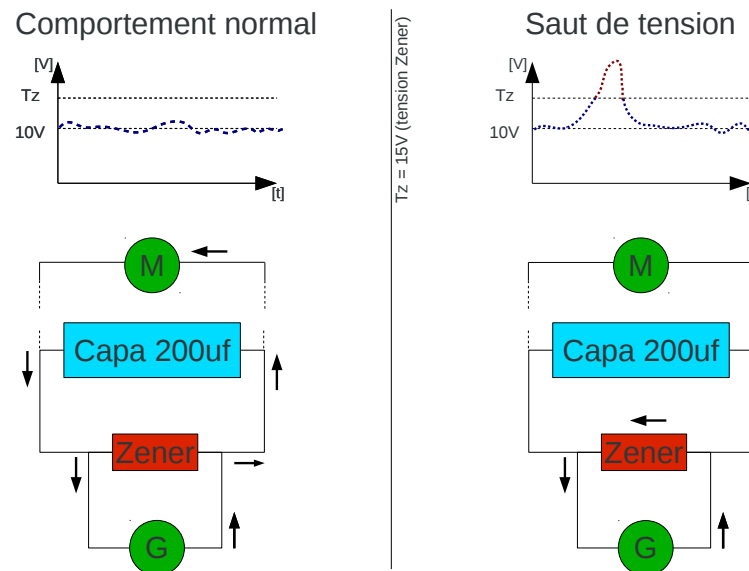 Comportement normal
[V]
Tz
10V
[t]
M
Capa 200uf
Zener
G
Tz = 15V (tension Zener)
Saut de tension
[V]
Tz
10V
[
M
Capa 200uf
Zener
G